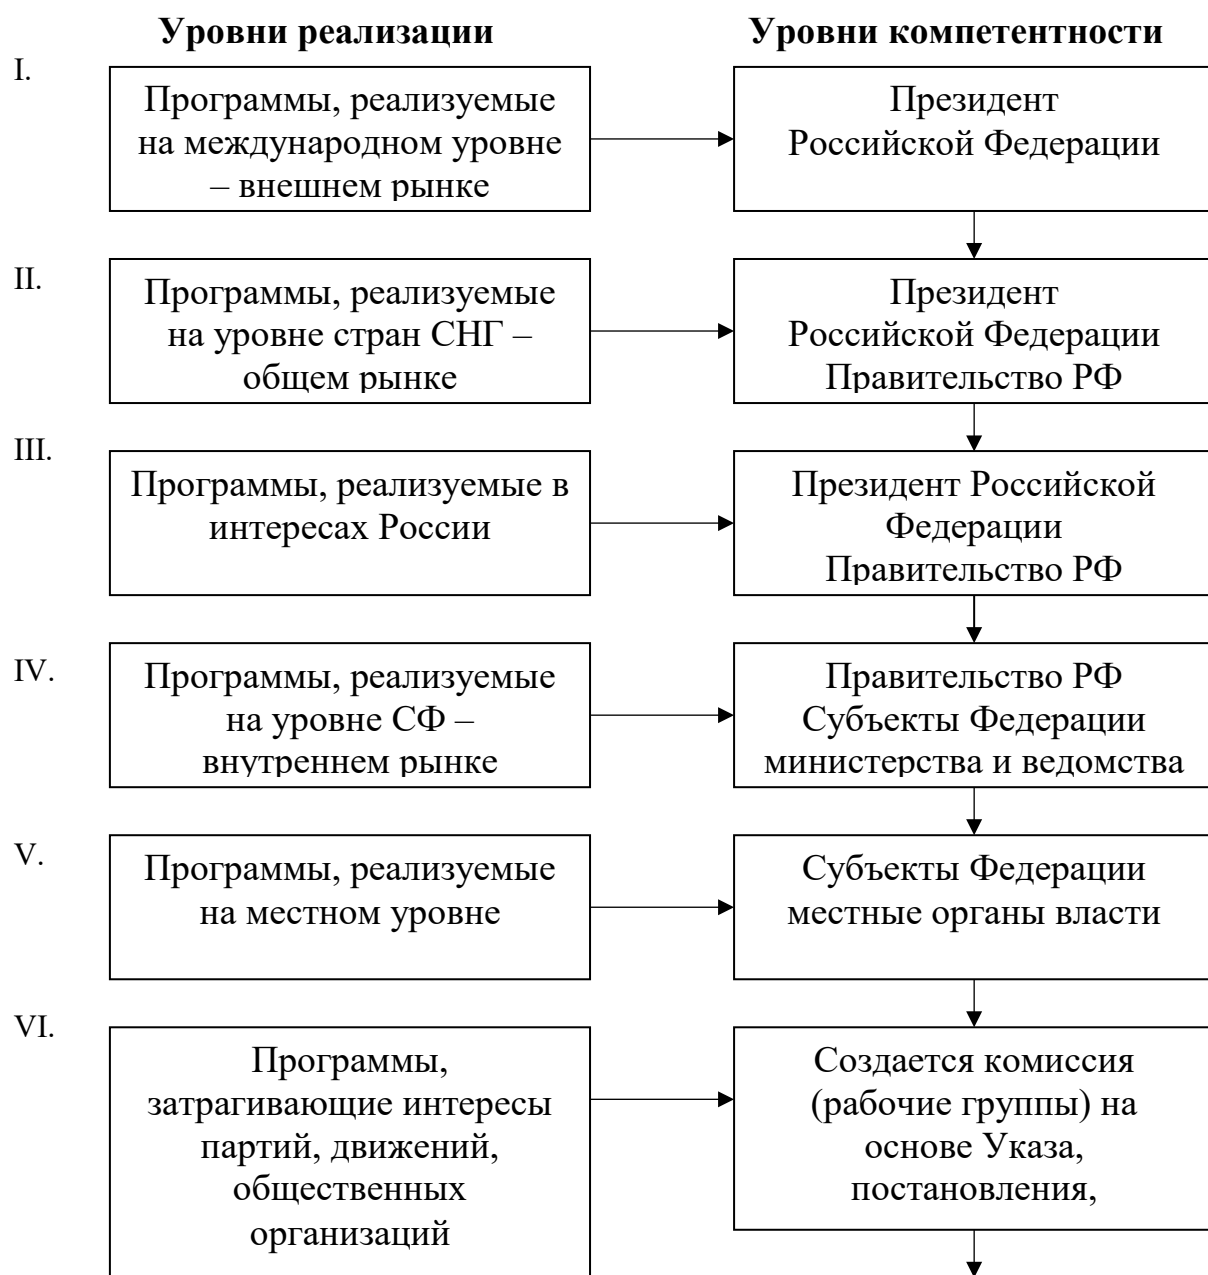 Уровни реализации
Уровни компетентности
I.
Программы, реализуемые
на международном уровне
– внешнем рынке
Президент
Российской Федерации
II.
Программы, реализуемые
на уровне стран СНГ –
общем рынке
Президент
Российской Федерации
Правительство РФ
III.
Программы, реализуемые в
интересах России
Президент Российской
Федерации
Правительство РФ
IV.
Программы, реализуемые
на уровне СФ –
внутреннем рынке
Правительство РФ
Субъекты Федерации
министерства и ведомства
V.
Программы, реализуемые
на местном уровне
Субъекты Федерации
местные органы власти
VI.
Программы,
затрагивающие интересы
партий, движений,
общественных
организаций
Создается комиссия
(рабочие группы) на
основе Указа,
постановления,